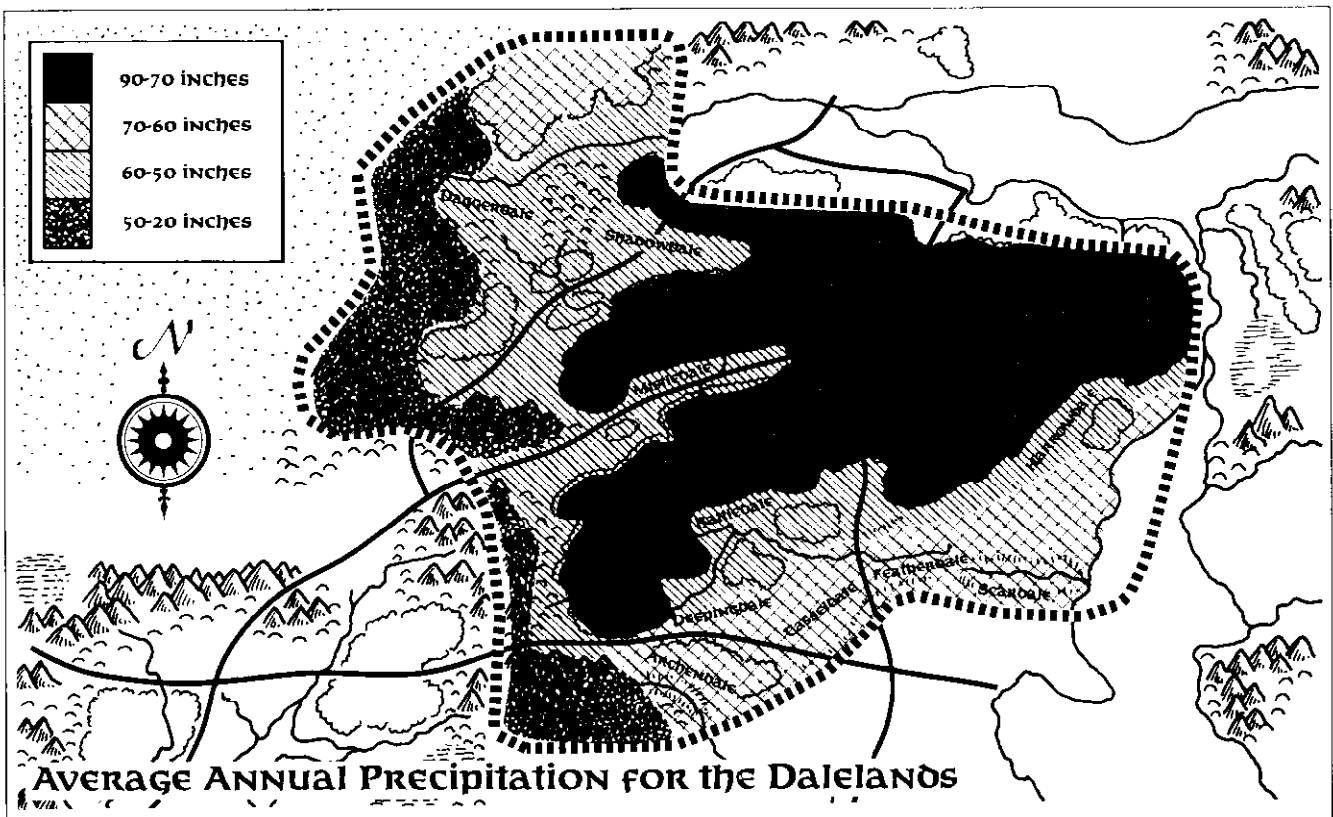 90-70 inches
70-60 inches
60-50 inches
50-20 inches
N
Daggerdale
Shadowdale
Mistledale
Harrowdale
Battledale
Featherdale
Scardale
Deepingdale
Tasseldale
Archendale
Average Annual Precipitation for the Dalelands